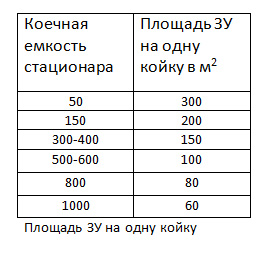 Коечная емкость стационара
Площадь ЗУ на одну койку в м²
50 300
150 200
300-400 150
500-600 100
800 80
1000 60
Площадь ЗУ на одну койку